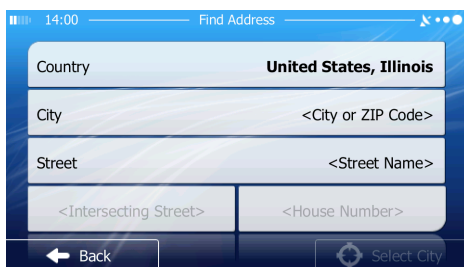 14:00 Find Address
Country United States, Illinois
City <City or ZIP Code>
Street <Street Name>
<Intersecting Street> <House Number>
Back Select City